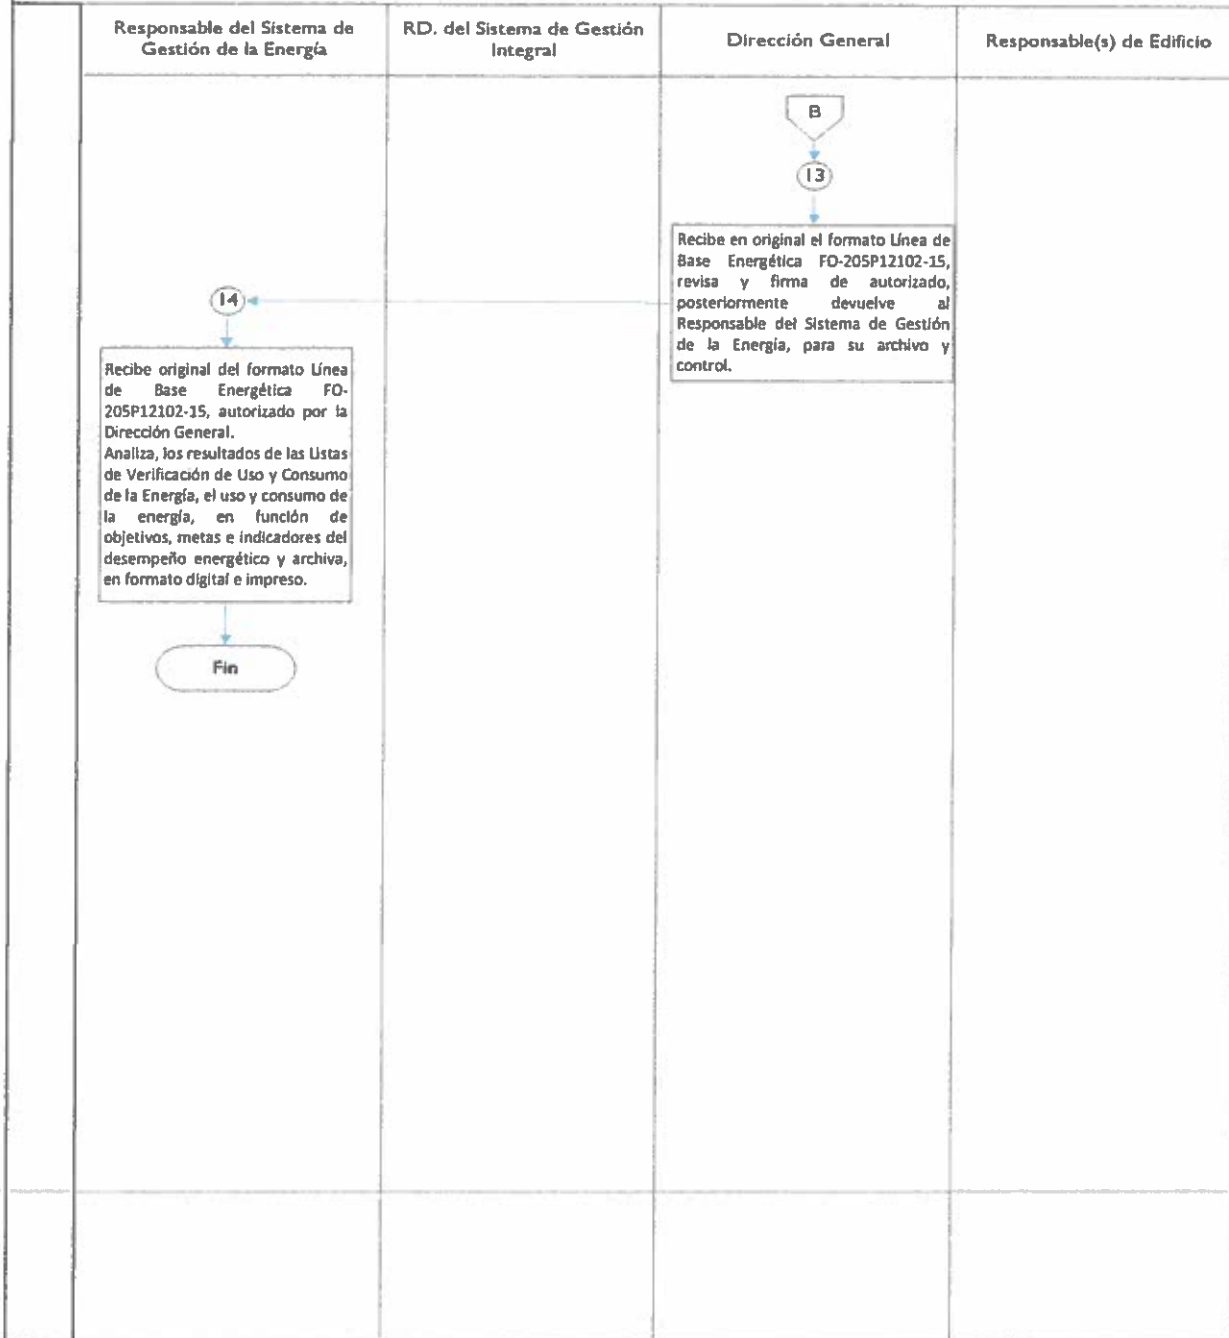 Responsable del Sistema de
Gestión de la Energía
RD. del Sistema de Gestión
Integral
Dirección General
Responsable(s) de Edificio
B
13
Recibe en original el formato Línea de
Base Energética FO-205P12102-15,
revisa y firma de autorizado,
posteriormente devuelve al
Responsable del Sistema de Gestión
de la Energía, para su archivo y
control.
14
Recibe original del formato Línea
de Base Energética FO-
205P12102-15, autorizado por la
Dirección General.
Analiza, los resultados de las Listas
de Verificación de Uso y Consumo
de la Energía, el uso y consumo de
la energía, en función de
objetivos, metas e indicadores del
desempeño energético y archiva,
en formato digital e impreso.
Fin